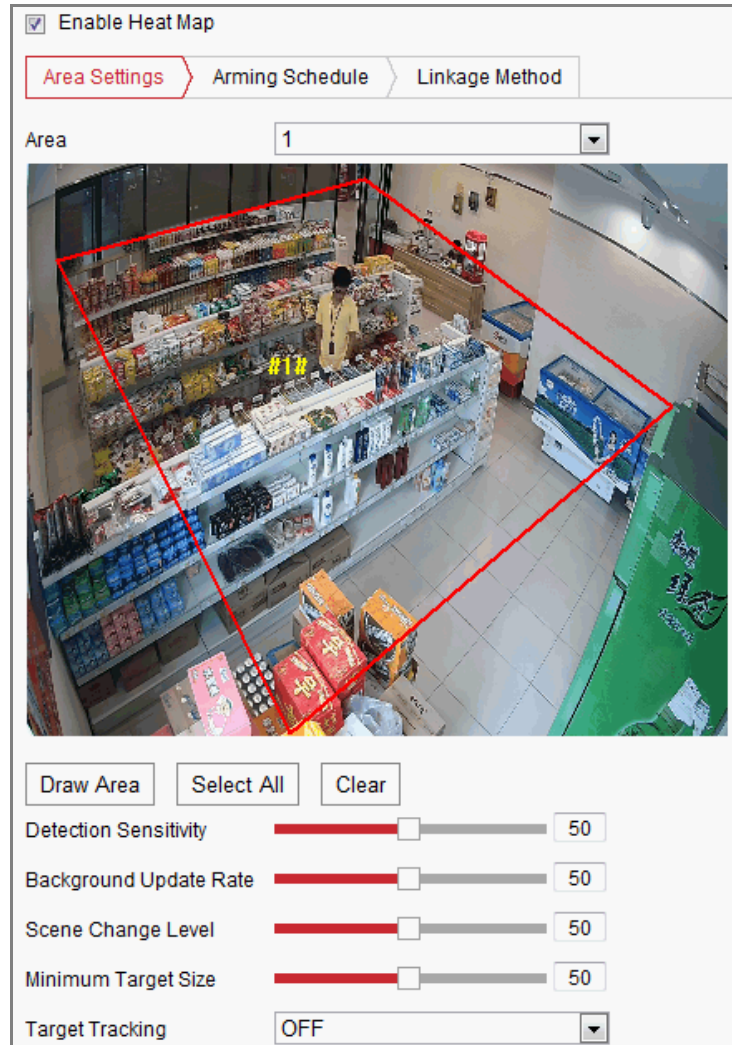 Enable Heat Map
Area Settings
Arming Schedule
Linkage Method
Area
1
#1#
Draw Area
Select All
Clear
Detection Sensitivity
50
Background Update Rate
50
Scene Change Level
50
Minimum Target Size
50
Target Tracking
OFF